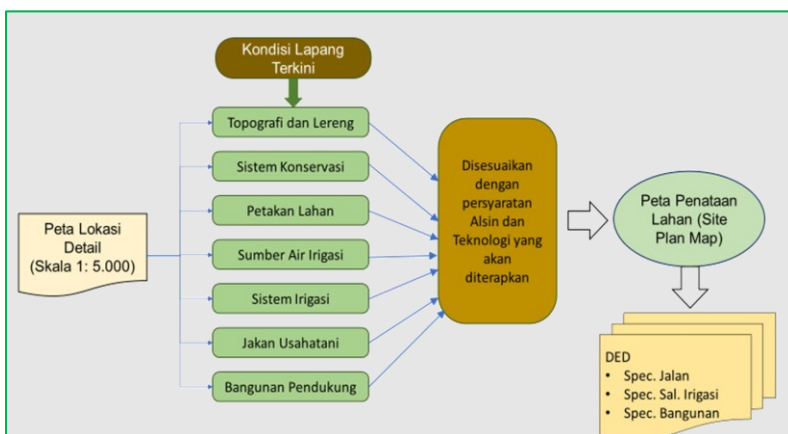 Kondisi Lapang
Terkini
Topografi dan Lereng
Sistem Konservasi
Petakan Lahan
Sumber Air Irigasi
Sistem Irigasi
Jakan Usahatani
Bangunan Pendukung
Peta Lokasi
Detail
(Skala 1: 5.000)
Disesuaikan
dengan
persyaratan
Alsin dan
Teknologi yang
akan
diterapkan
Peta Penataan
Lahan (Site
Plan Map)
DED
• Spec. Jalan
• Spec. Sal. Irigasi
• Spec. Bangunan